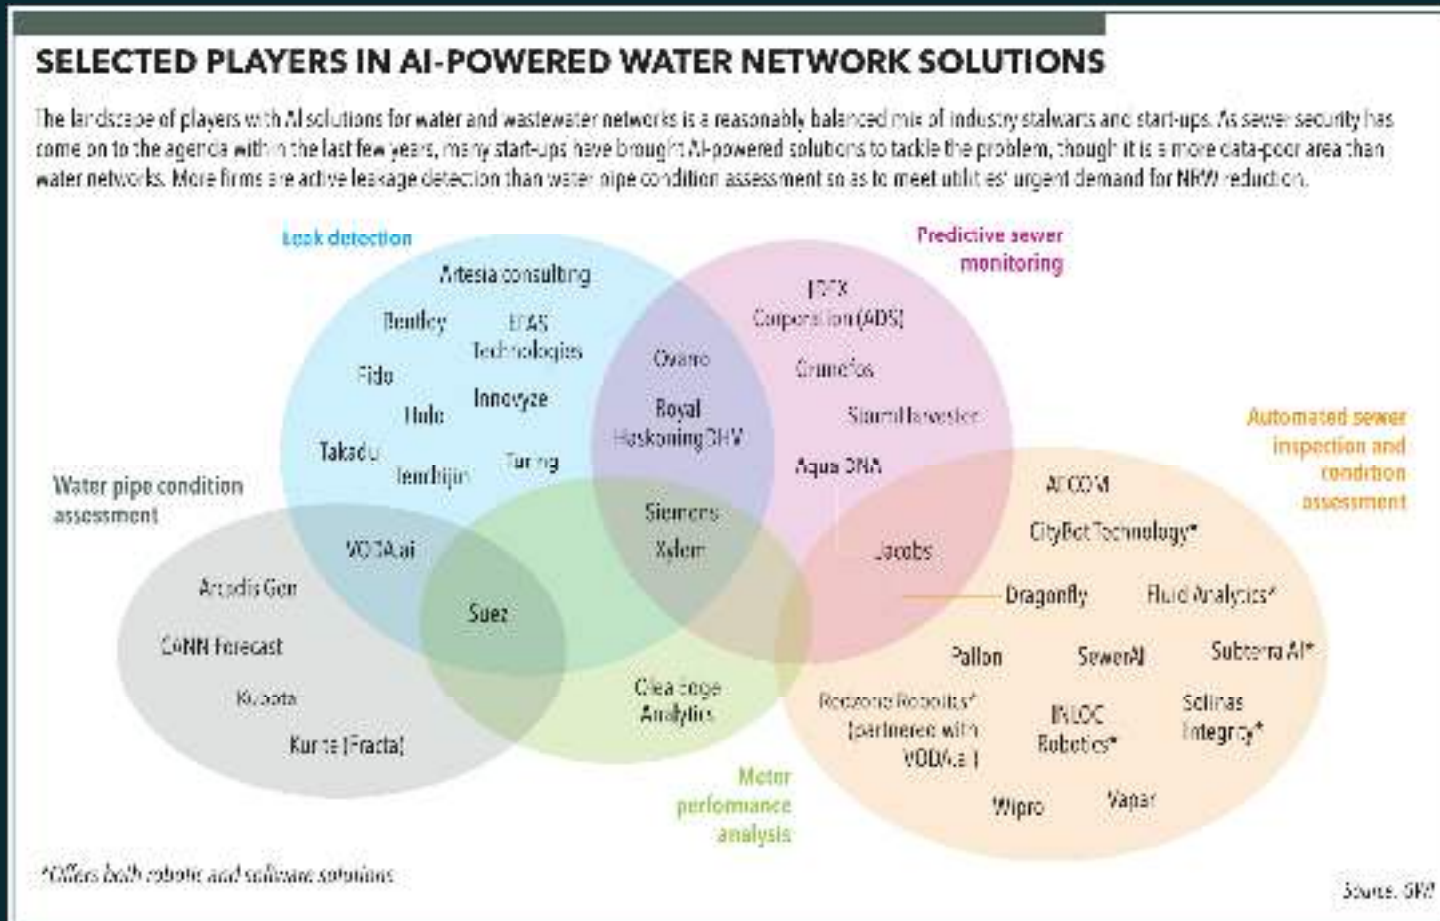 SELECTED PLAYERS IN AI-POWERED WATER NETWORK SOLUTIONS
The landscape of players with AI solutions for water and wastewater networks is a reasonably balanced mix of industry stalwarts and start-ups. As sewer security has
come on to the agenda within the last few years, many start-ups have brought AI-powered solutions to tackle the problem, though it is a more data-poor area than
water networks. More firms are active leakage detection than water pipe condition assessment so as to meet utilities' urgent demand for NRW reduction.
Leak detection
Artesia consulting
Bentley
Technologies
Fido
Innovyze
Takadu
Turing
Predictive sewer
monitoring
Corporation (ADS)
Grundfos
StormHarvester
Aqua DNA
Ovarro
Royal
HaskoningDHV
Siemens
Xylem
Jacobs
Automated sewer
inspection and
condition
assessment
AECOM
CityBot Technology*
Dragonfly
Fluid Analytics*
Pallon
SewerAI
Subterra AI*
Redzone Robotics*
(partnered with
VODA.ai)
INLOC
Robotics*
Solinas
Integrity*
Wipro
Vapar
Water pipe condition
assessment
VODA.ai
Arcadis Gen
CANN Forecast
Kubota
Kurita (Fracta)
Suez
Olea Edge
Analytics
Meter
performance
analysis
*Offers both robotic and software solutions
Source: GWI